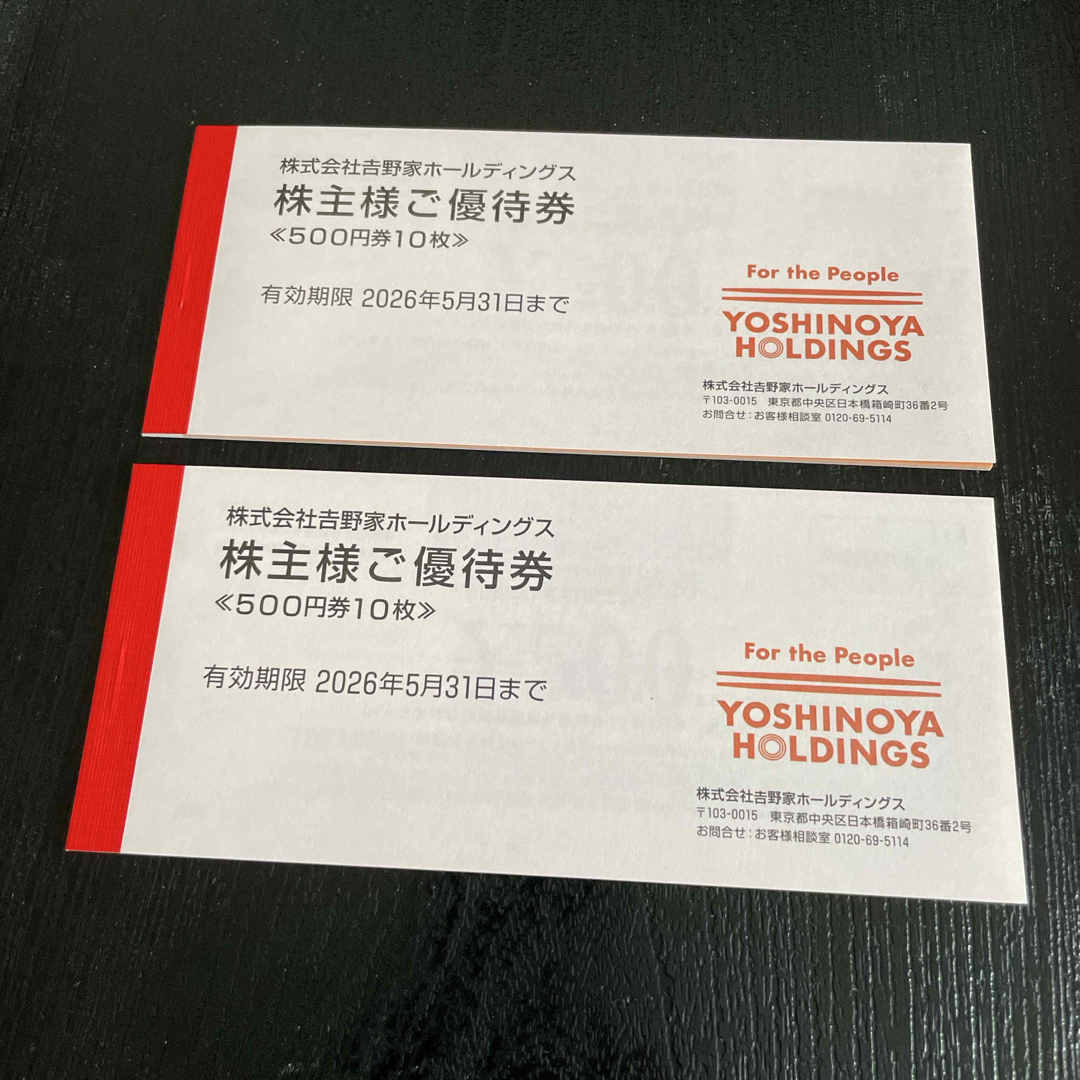 株式会社𠮷野家ホールディングス
株主様ご優待券
≪500円券10枚≫
有効期限 2026年5月31日まで
For the People
YOSHINOYA
HOLDINGS
株式会社𠮷野家ホールディングス
〒103-0015 東京都中央区日本橋箱崎町36番2号
お問合せ：お客様相談室 0120-69-5114
株式会社𠮷野家ホールディングス
株主様ご優待券
≪500円券10枚≫
有効期限 2026年5月31日まで
For the People
YOSHINOYA
HOLDINGS
株式会社𠮷野家ホールディングス
〒103-0015 東京都中央区日本橋箱崎町36番2号
お問合せ：お客様相談室 0120-69-5114